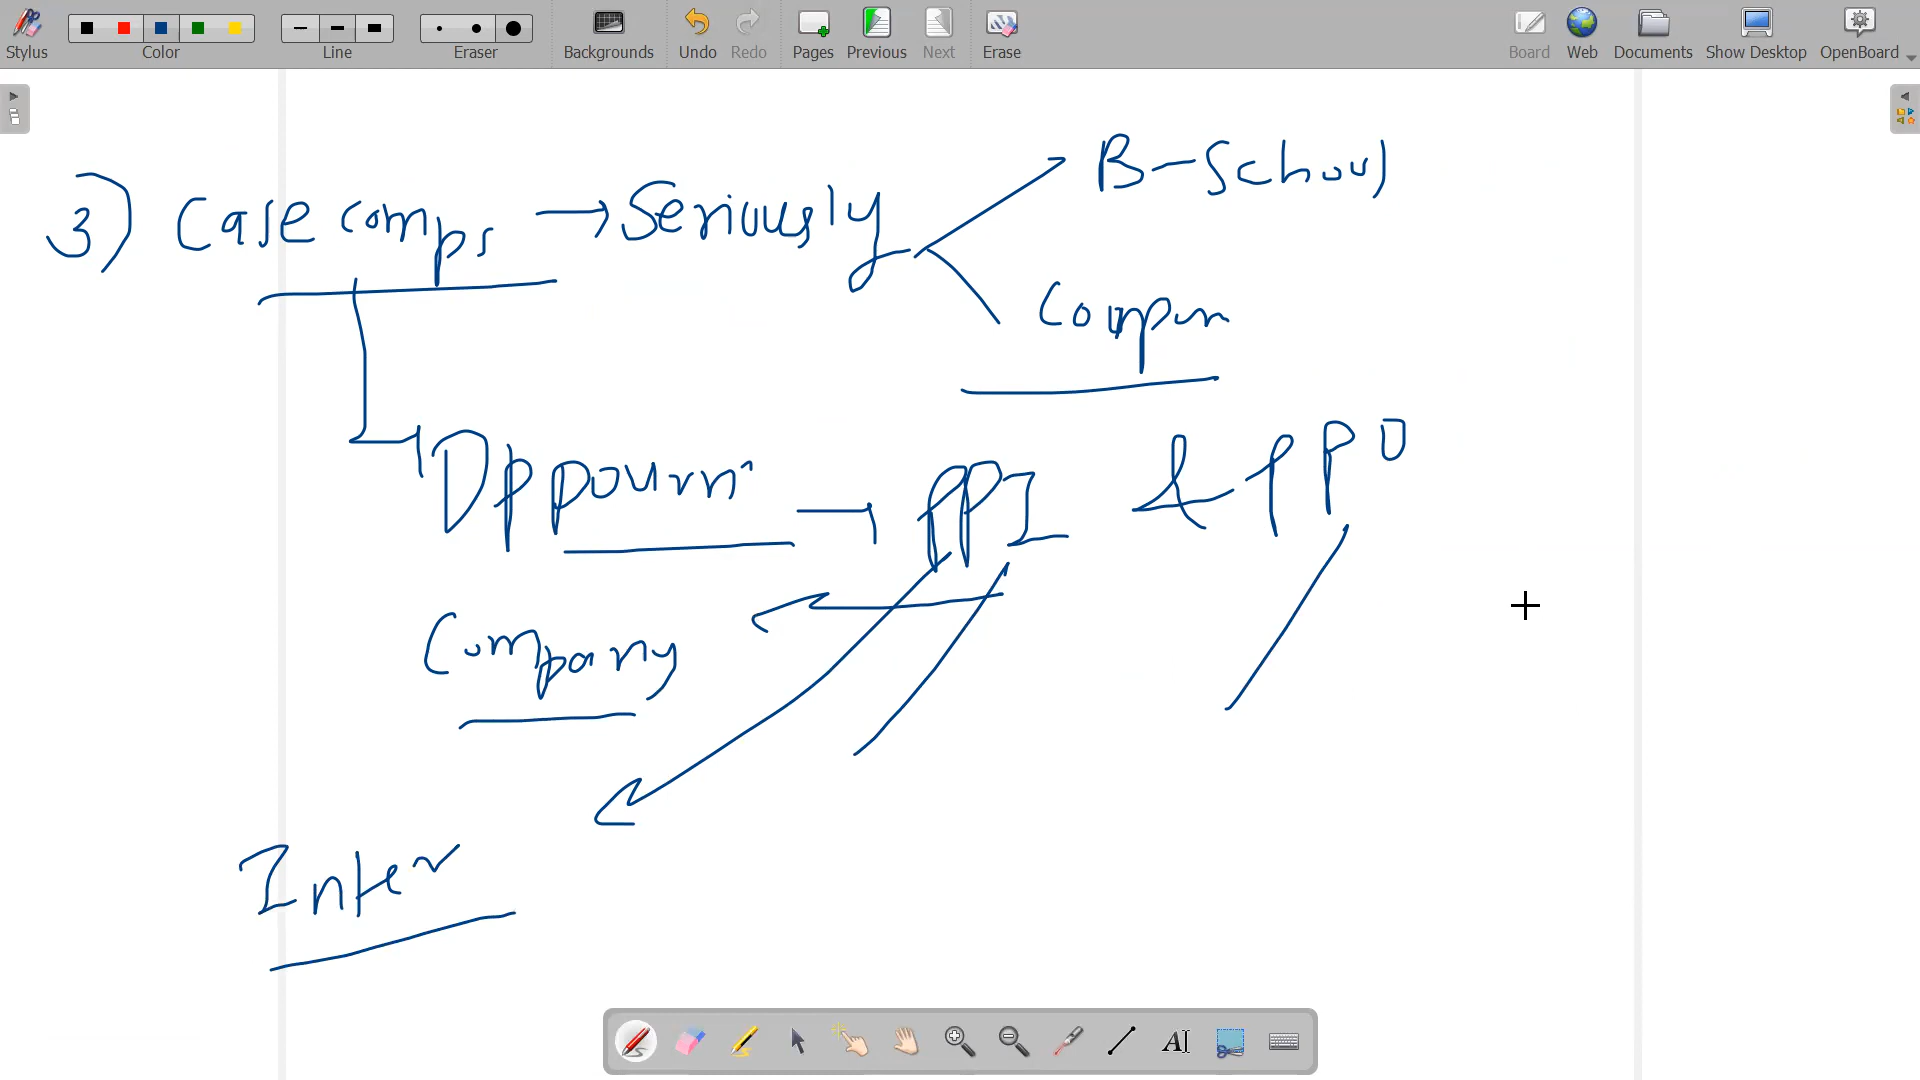 Stylus Color Line Eraser Backgrounds Undo Redo Pages Previous Next Erase Board Web Documents Show Desktop OpenBoard
B-School
3) Case comps → Seriously
Compan
→ PPI & PPO
Company
Inter
AI